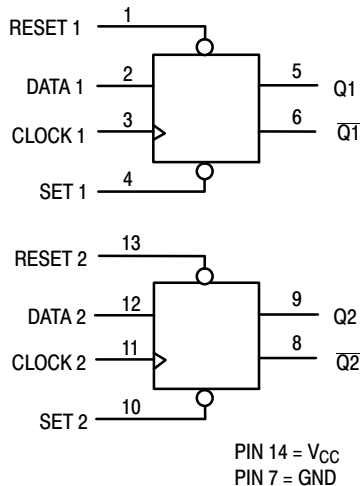 RESET 1 1
DATA 1 2 5 Q1
CLOCK 1 3 6 Q1̅
SET 1 4
RESET 2 13
DATA 2 12 9 Q2
CLOCK 2 11 8 Q2̅
SET 2 10
PIN 14 = VCC
PIN 7 = GND